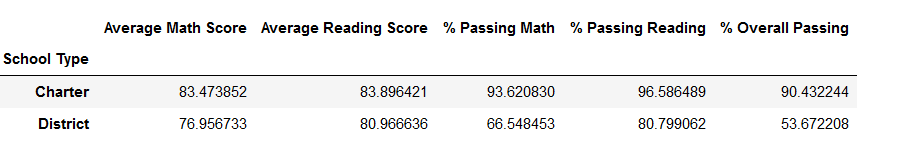 Average Math Score Average Reading Score % Passing Math % Passing Reading % Overall Passing
School Type
Charter 83.473852 83.896421 93.620830 96.586489 90.432244
District 76.956733 80.966636 66.548453 80.799062 53.672208